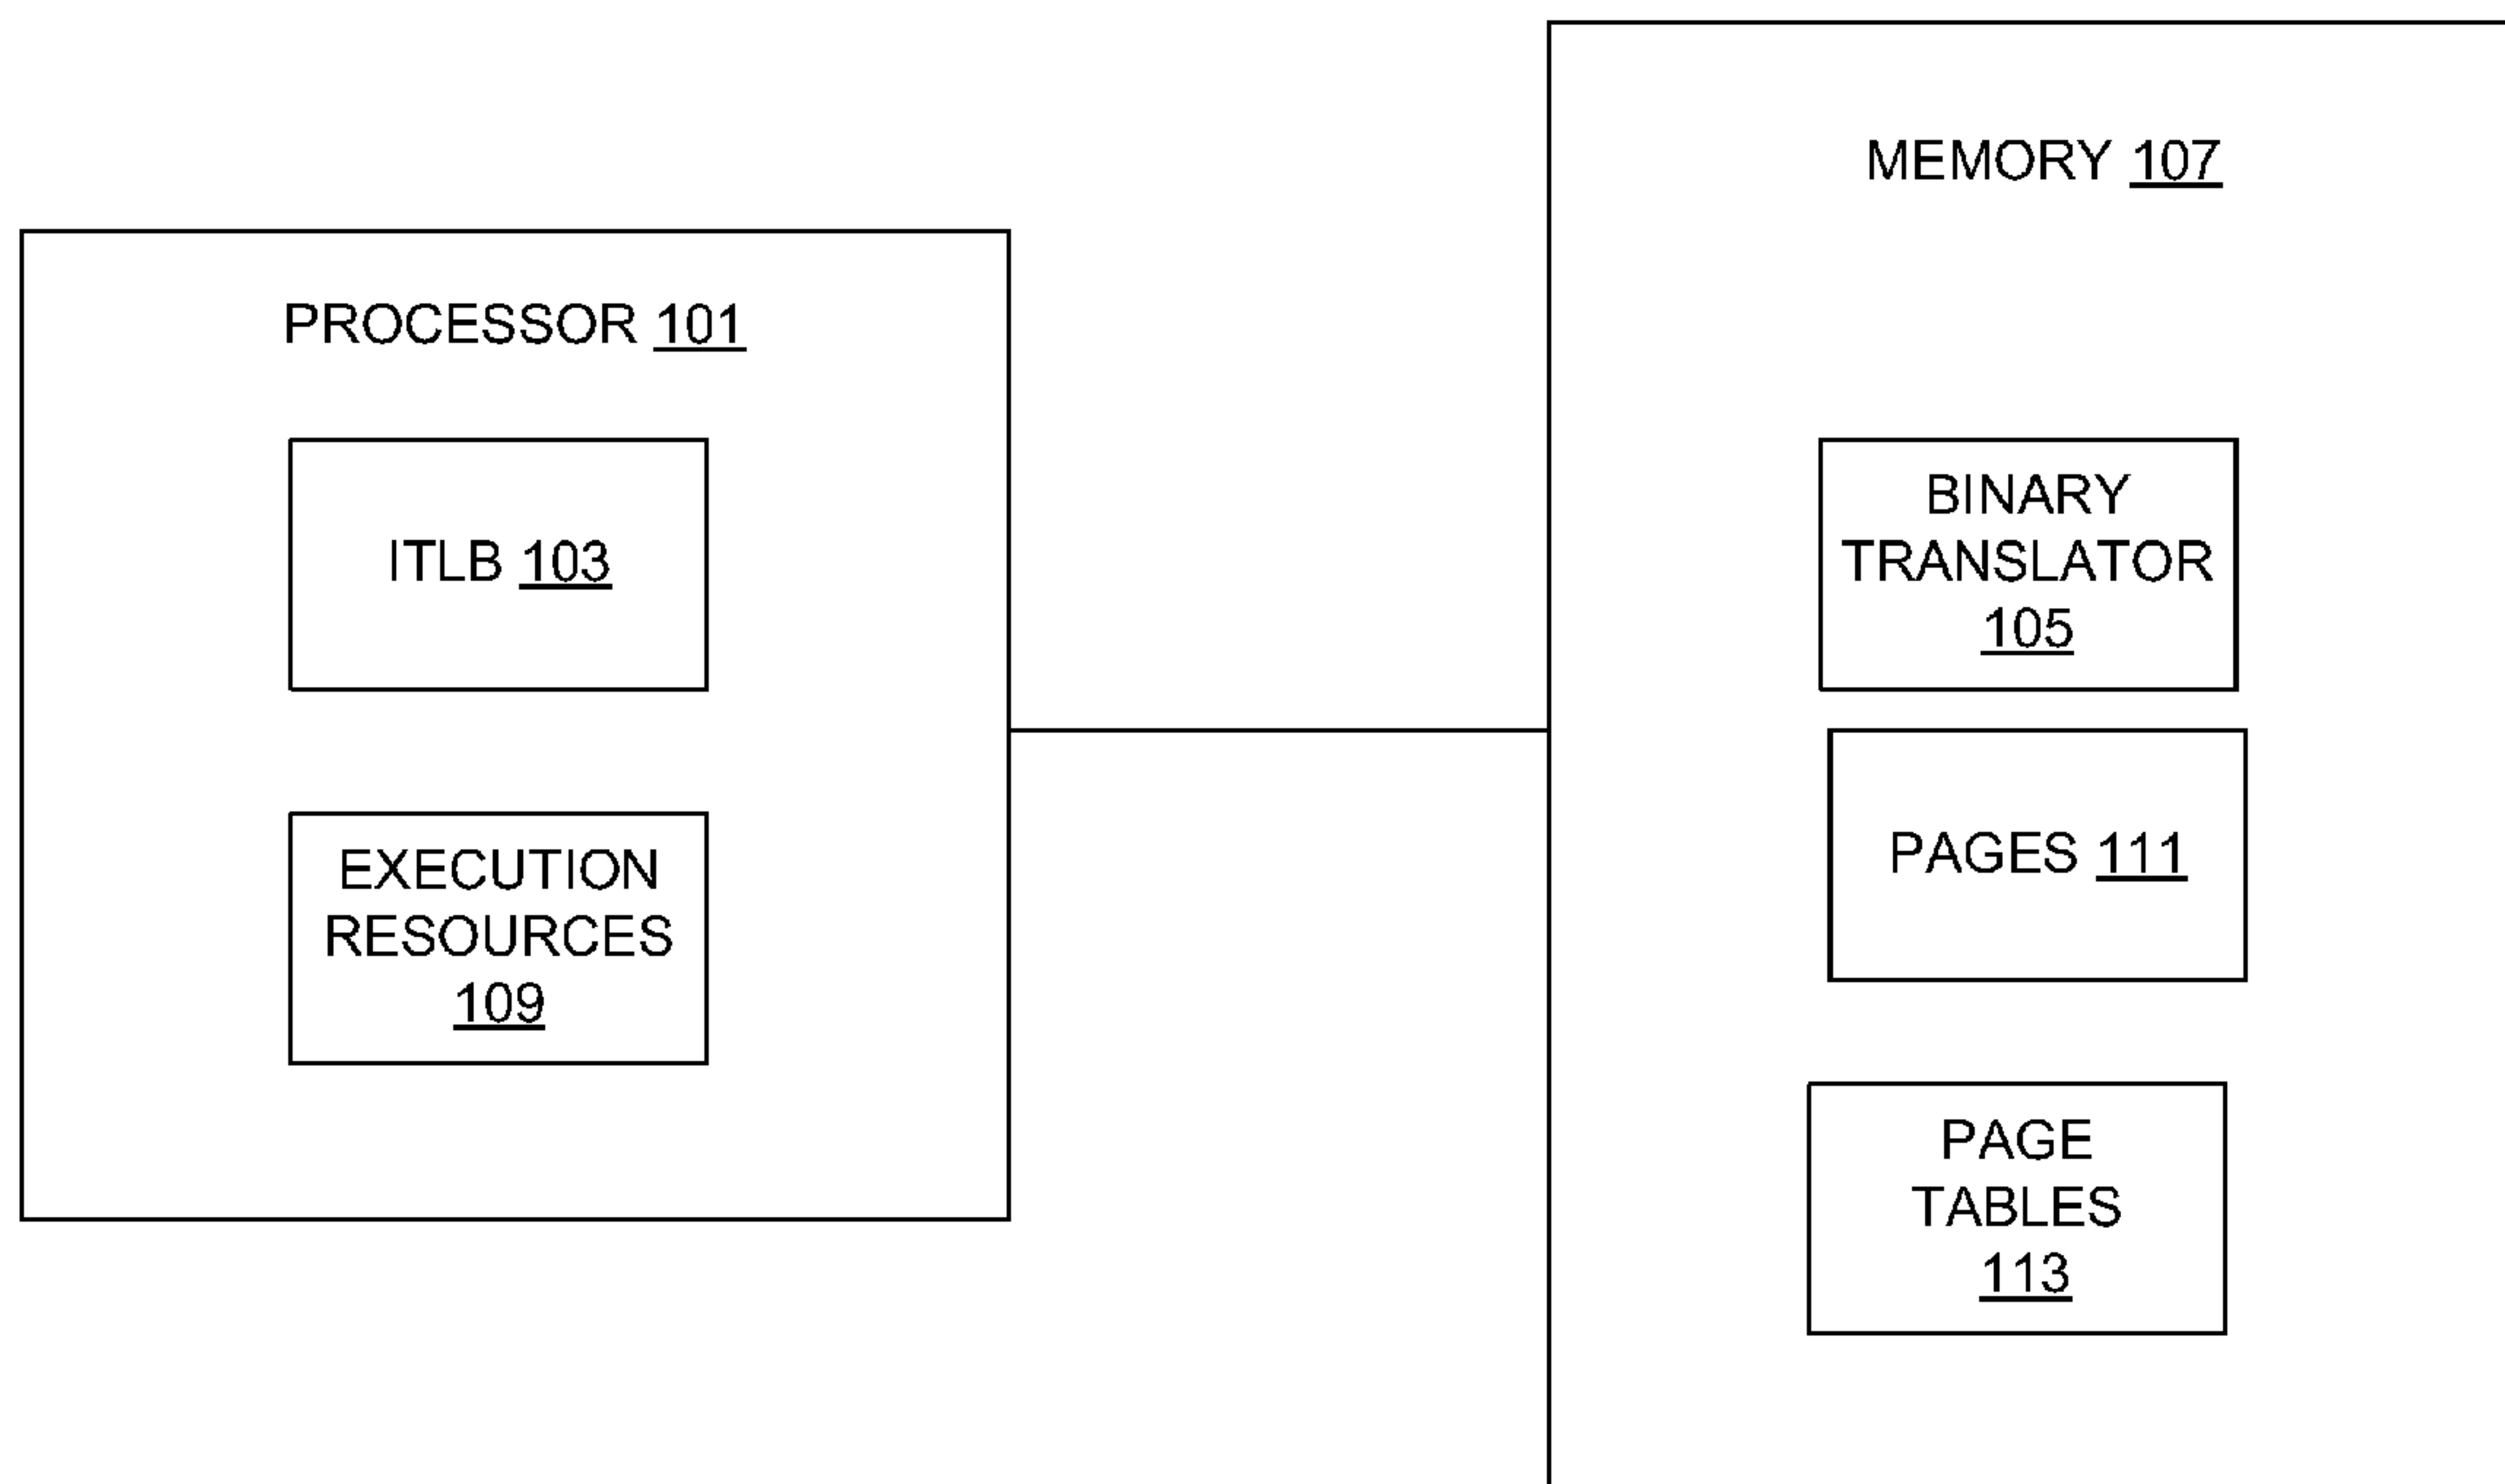 PROCESSOR 101
ITLB 103
EXECUTION
RESOURCES
109
MEMORY 107
BINARY
TRANSLATOR
105
PAGES 111
PAGE
TABLES
113